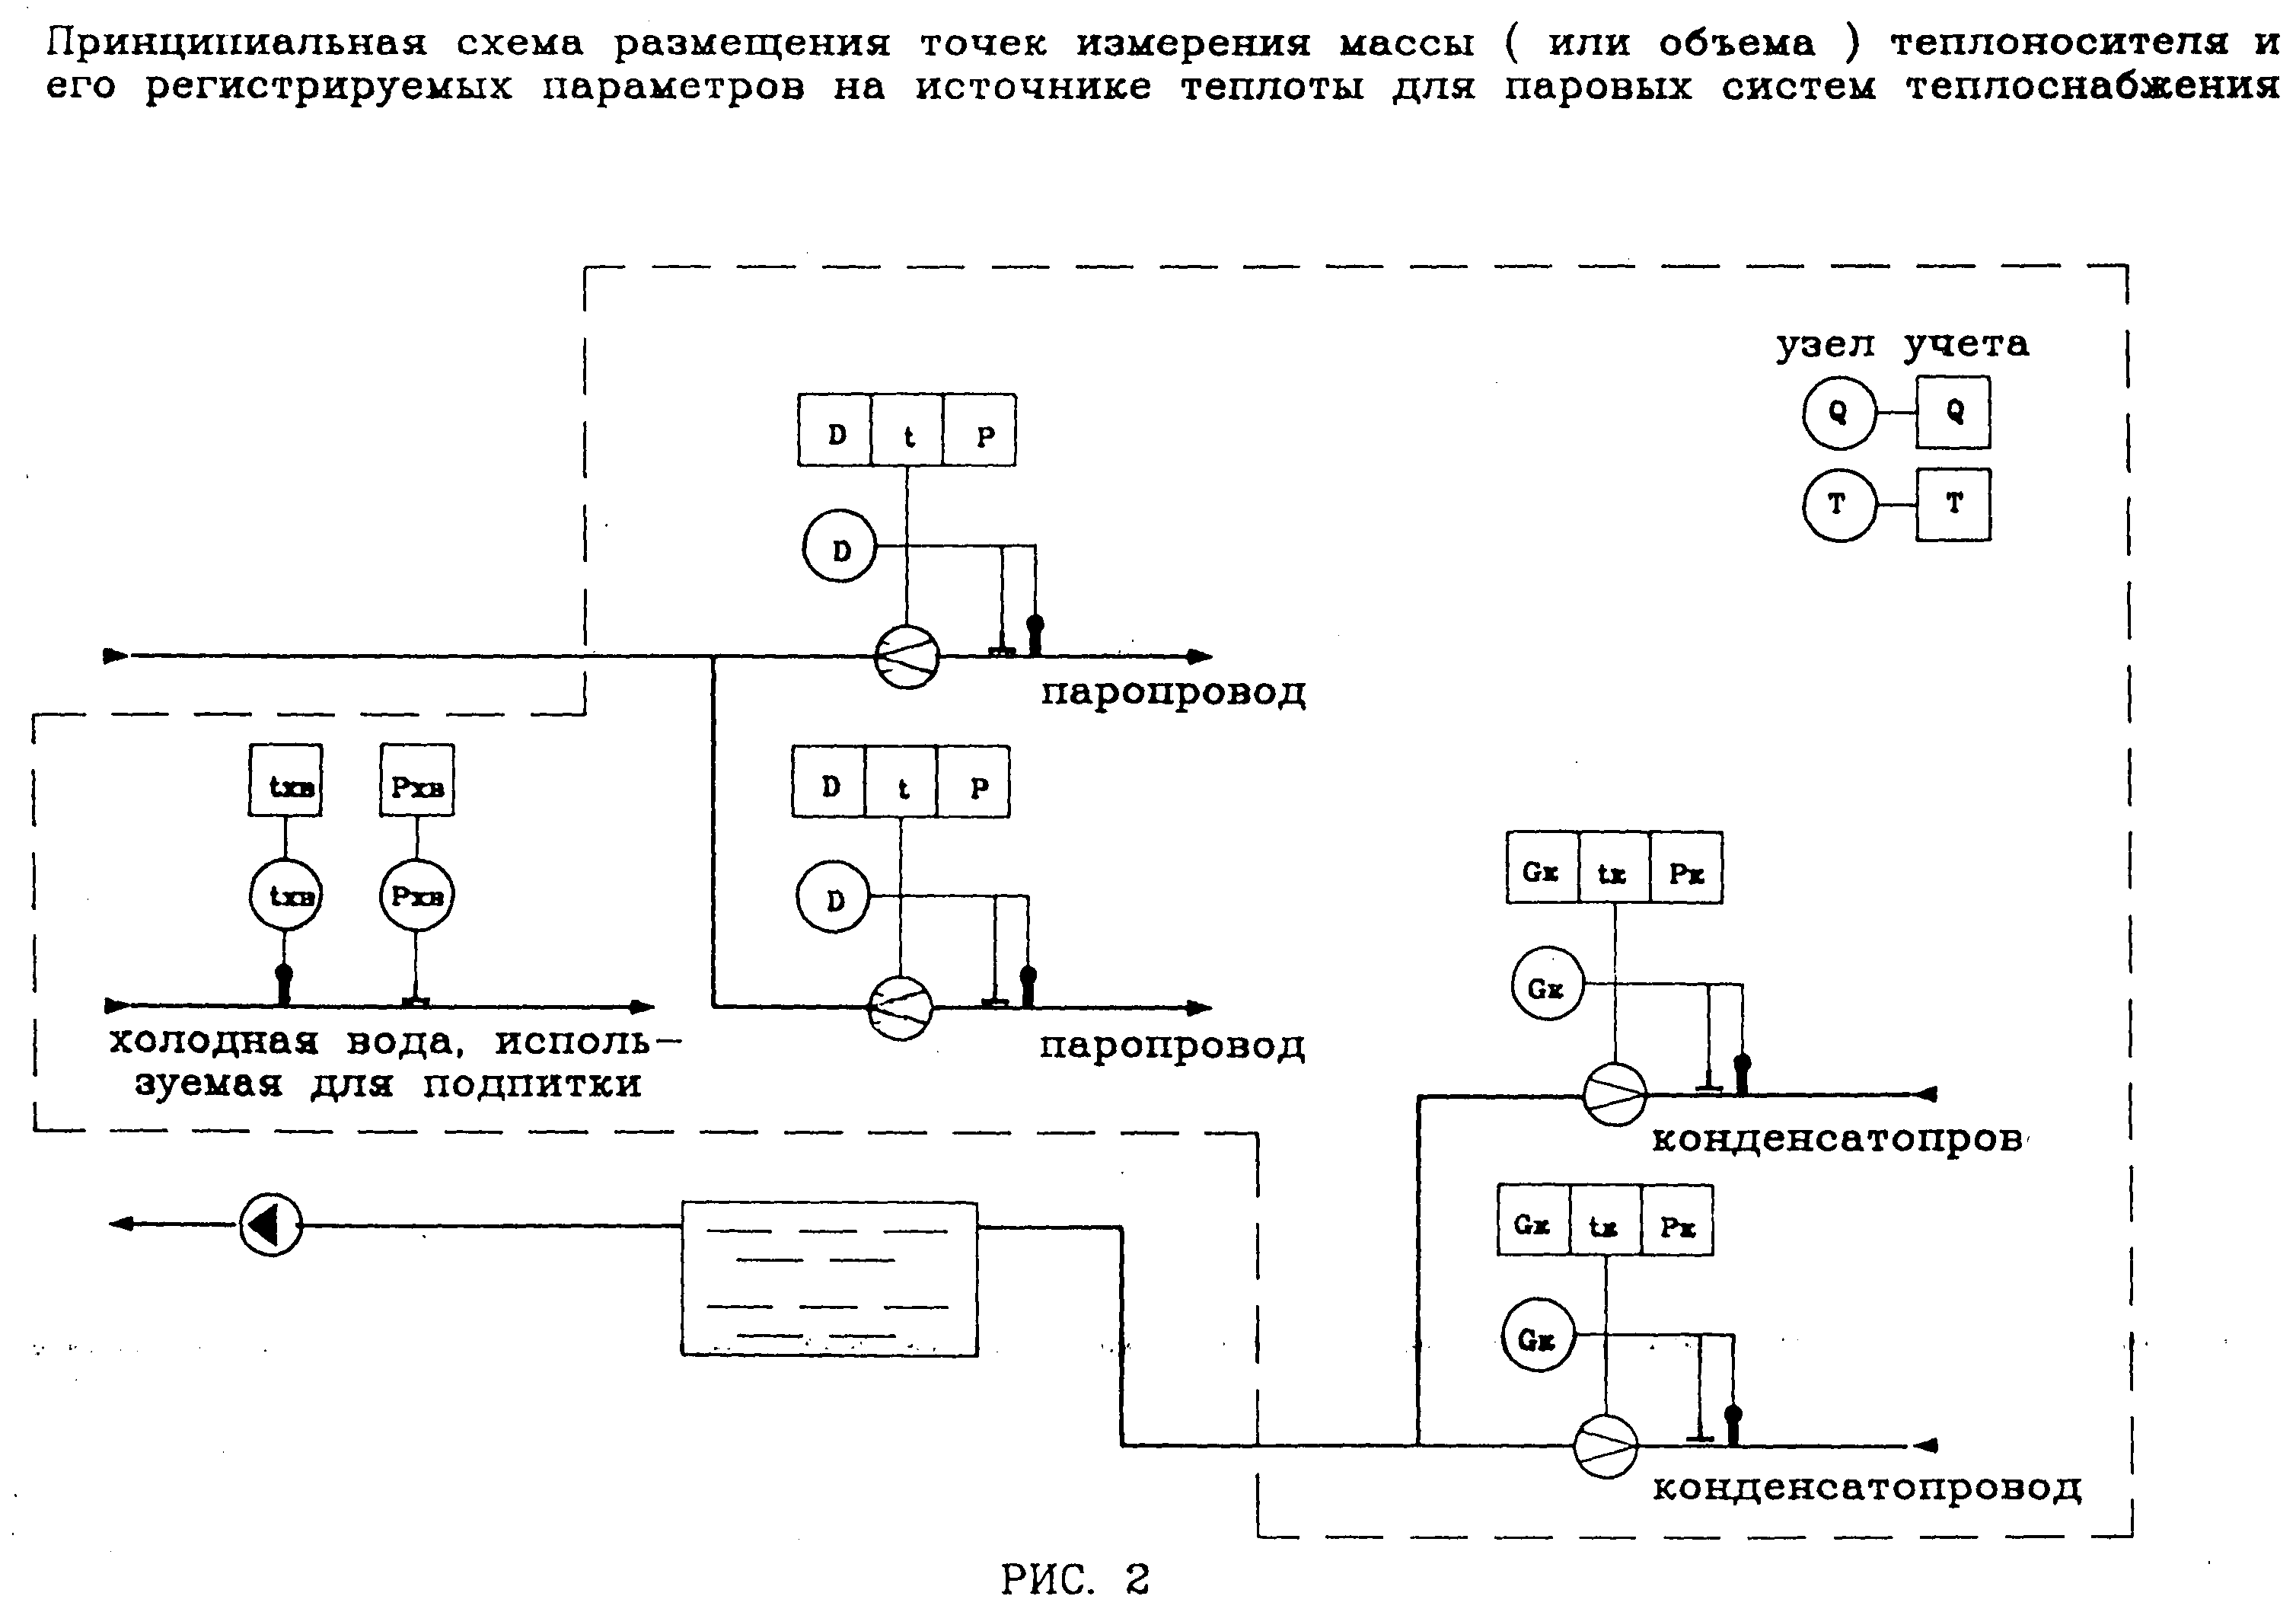 Принципиальная схема размещения точек измерения массы ( или объема ) теплоносителя и
его регистрируемых параметров на источнике теплоты для паровых систем теплоснабжения
узел учета
Q Q
T T
D t P
D
паропровод
tхв Pхв
tхв Pхв
холодная вода, исполь-
зуемая для подпитки
D t P
D
паропровод
Gк tк Pк
Gк
конденсатопров
Gк tк Pк
Gк
конденсатопровод
РИС. 2